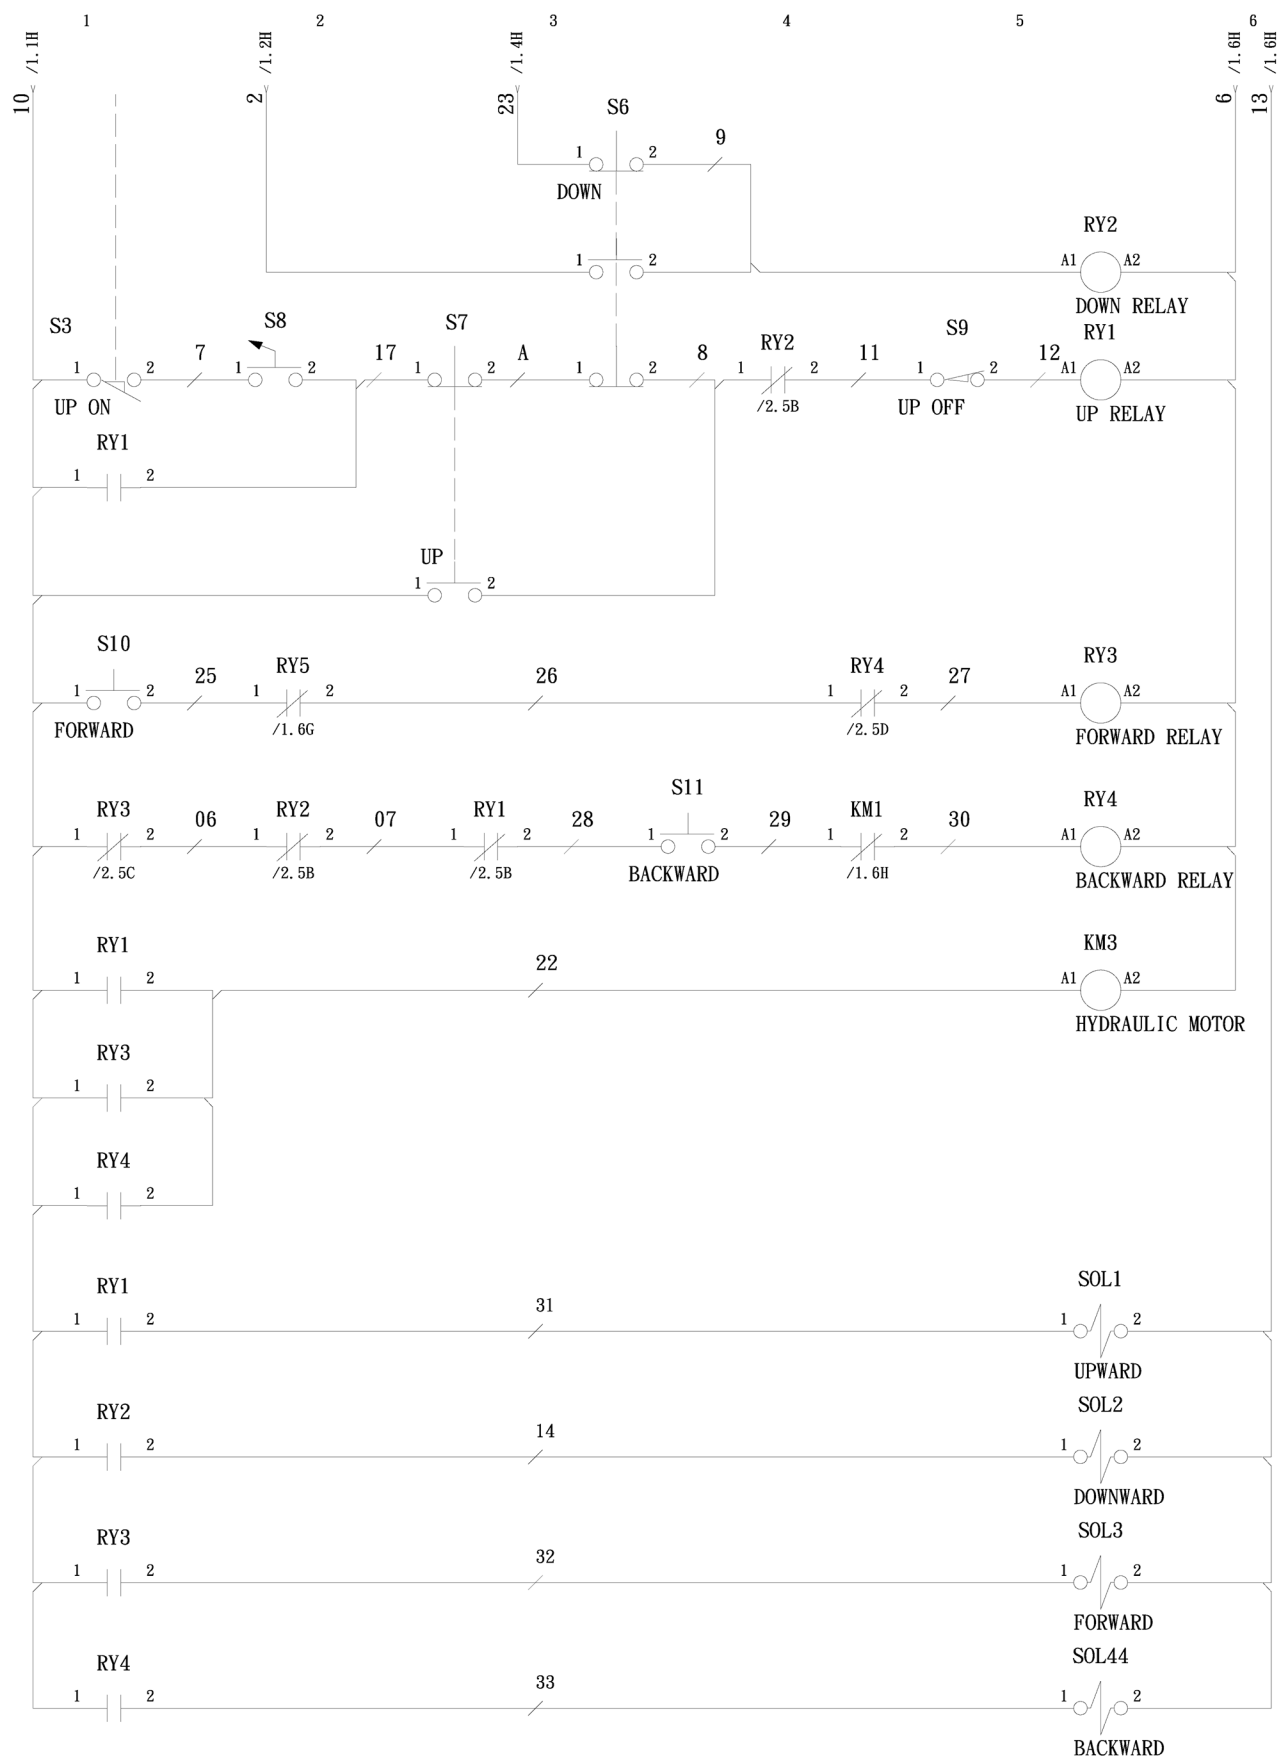 1 2 3 4 5 6
/1.1H /1.2H /1.4H /1.6H /1.6H
10 2 23 6 13
S6
1 2 9
DOWN
RY2
1 2 A1 A2
DOWN RELAY
S3 S8 S7 RY2 S9 RY1
1 2 7 1 2 17 1 2 A 1 2 8 1 2 11 1 2 12 A1 A2
UP ON /2.5B UP OFF UP RELAY
RY1
1 2
UP
1 2
S10 RY5 RY4 RY3
1 2 25 1 2 26 1 2 27 A1 A2
FORWARD /1.6G /2.5D FORWARD RELAY
RY3 RY2 RY1 S11 KM1 RY4
1 2 06 1 2 07 1 2 28 1 2 29 1 2 30 A1 A2
/2.5C /2.5B /2.5B BACKWARD /1.6H BACKWARD RELAY
RY1 KM3
1 2 22 A1 A2
HYDRAULIC MOTOR
RY3
1 2
RY4
1 2
RY1 SOL1
1 2 31 1 2
UPWARD
RY2 SOL2
1 2 14 1 2
DOWNWARD
RY3 SOL3
1 2 32 1 2
FORWARD
RY4 SOL44
1 2 33 1 2
BACKWARD